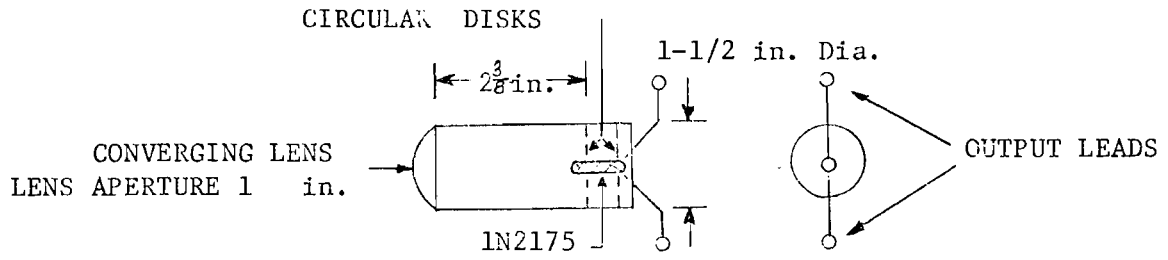 CIRCULAR DISKS
1-1/2 in. Dia.
2 3/8 in.
CONVERGING LENS
LENS APERTURE 1 in.
OUTPUT LEADS
1N2175